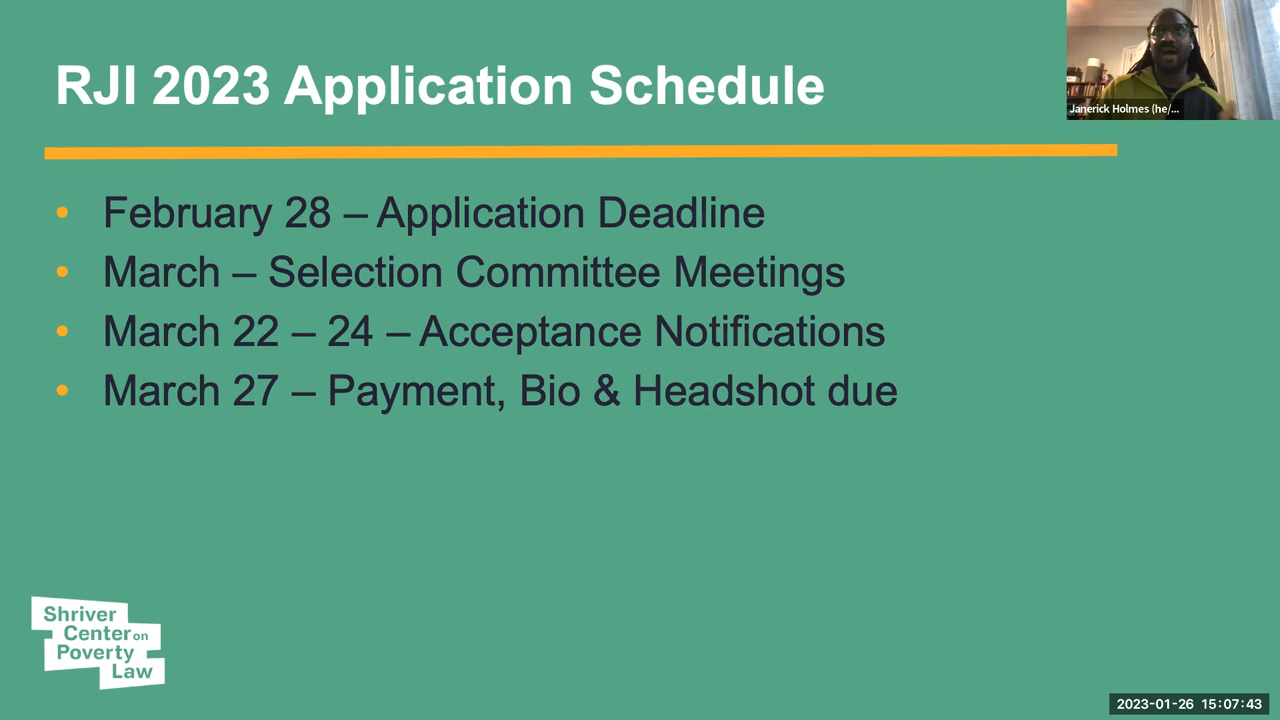 RJI 2023 Application Schedule
Janerick Holmes (he/...
• February 28 – Application Deadline
• March – Selection Committee Meetings
• March 22 – 24 – Acceptance Notifications
• March 27 – Payment, Bio & Headshot due
Shriver
Center on
Poverty
Law
2023-01-26 15:07:43